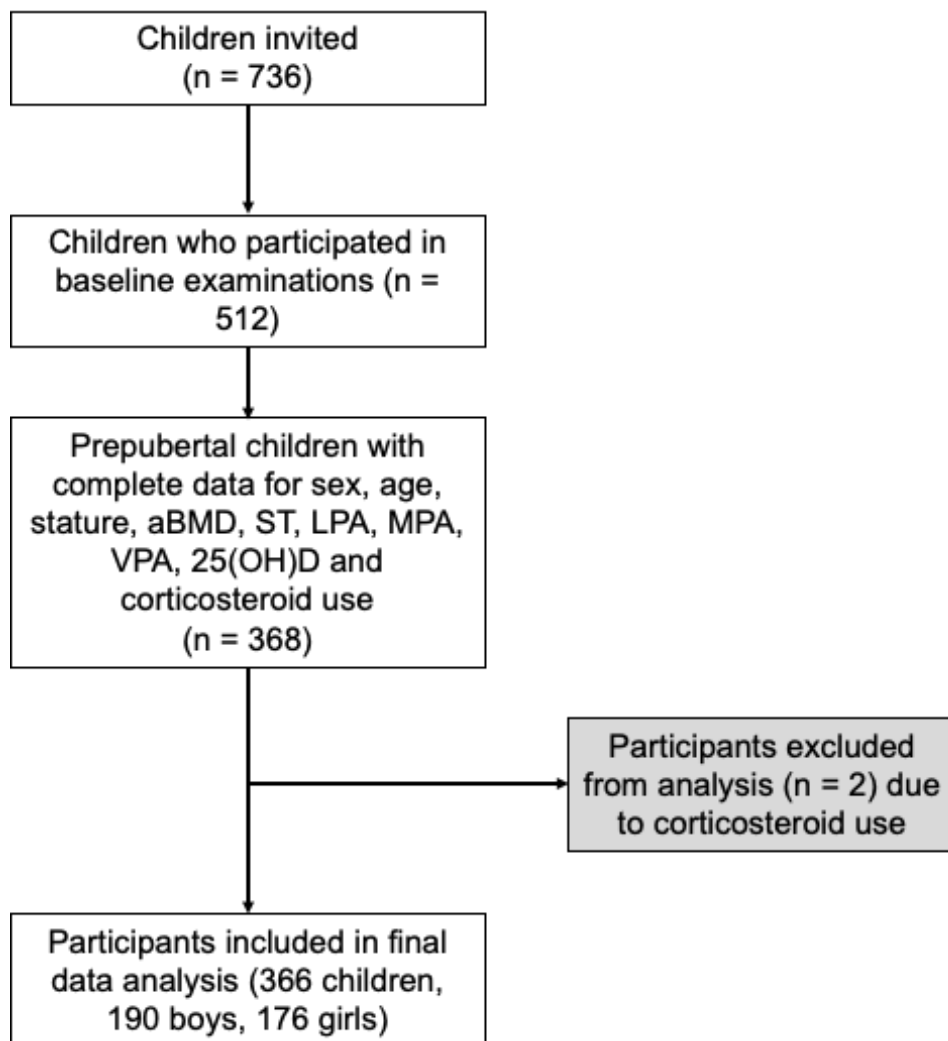 Children invited
(n = 736)
Children who participated in
baseline examinations (n =
512)
Prepubertal children with
complete data for sex, age,
stature, aBMD, ST, LPA, MPA,
VPA, 25(OH)D and
corticosteroid use
(n = 368)
Participants excluded
from analysis (n = 2) due
to corticosteroid use
Participants included in final
data analysis (366 children,
190 boys, 176 girls)